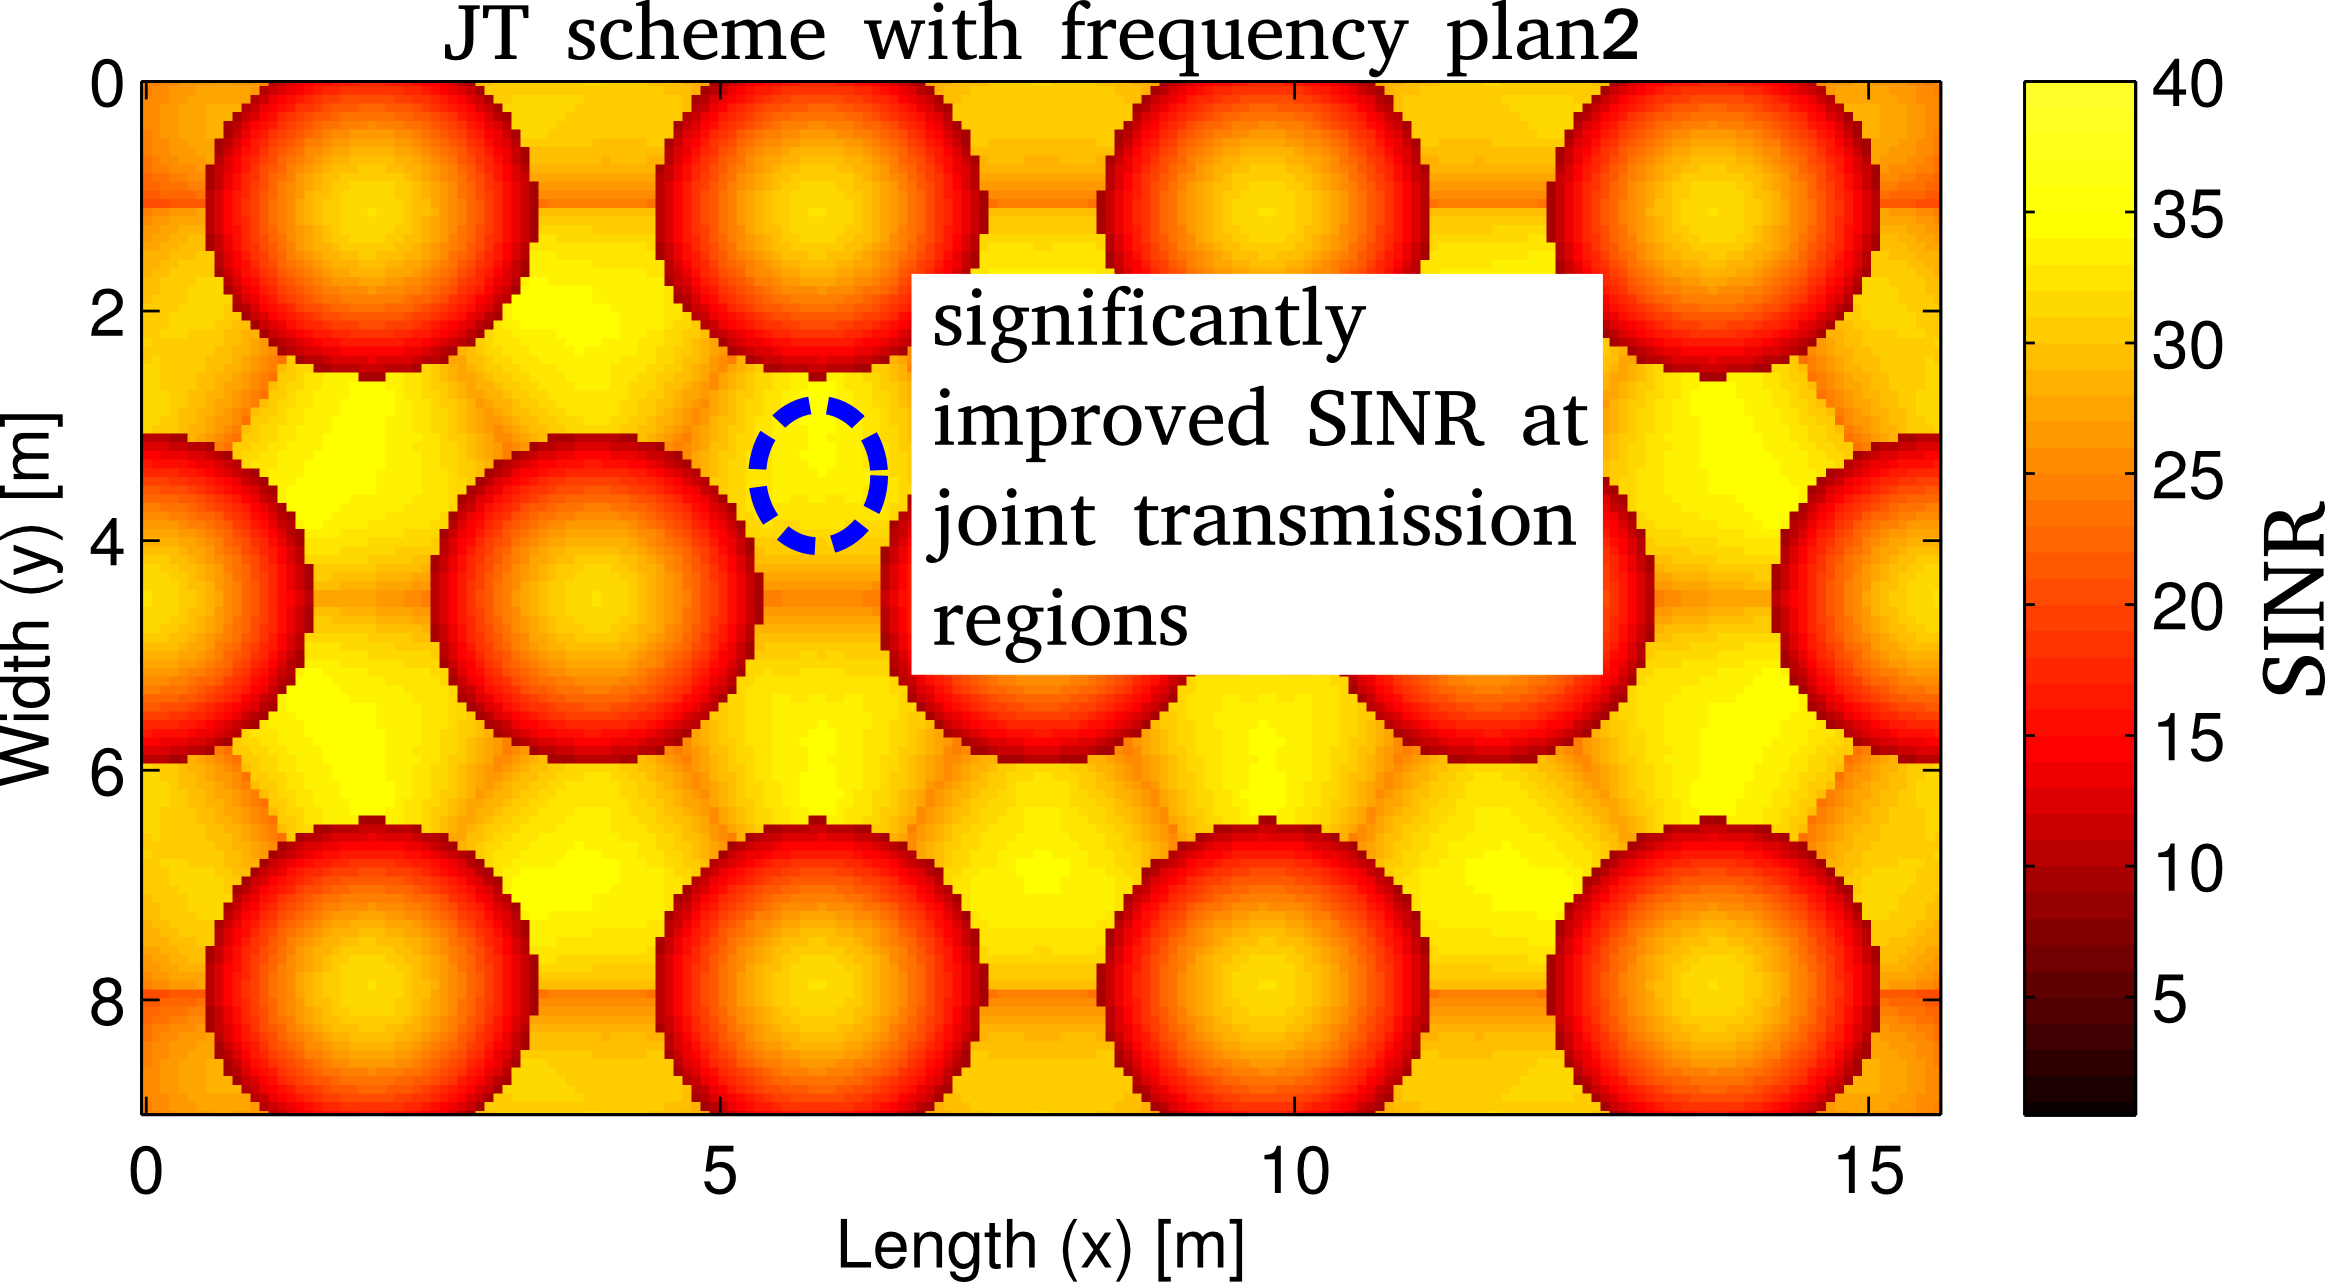 JT scheme with frequency plan2
0
2
4
6
8
Width (y) [m]
significantly
improved SINR at
joint transmission
regions
0
5
10
15
Length (x) [m]
40
35
30
25
20
15
10
5
SINR